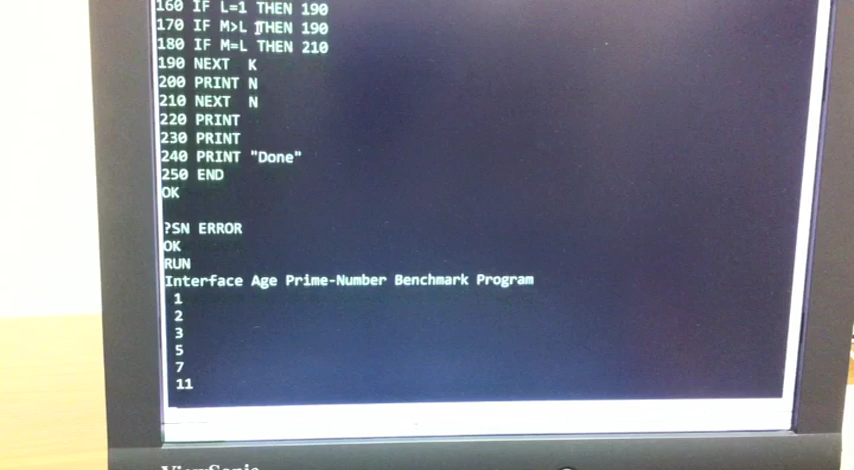 160 IF L=1 THEN 190
170 IF M>L THEN 190
180 IF M=L THEN 210
190 NEXT  K
200 PRINT N
210 NEXT  N
220 PRINT
230 PRINT
240 PRINT "Done"
250 END
OK
?SN ERROR
OK
RUN
Interface Age Prime-Number Benchmark Program
1
2
3
5
7
11
ViewSonic